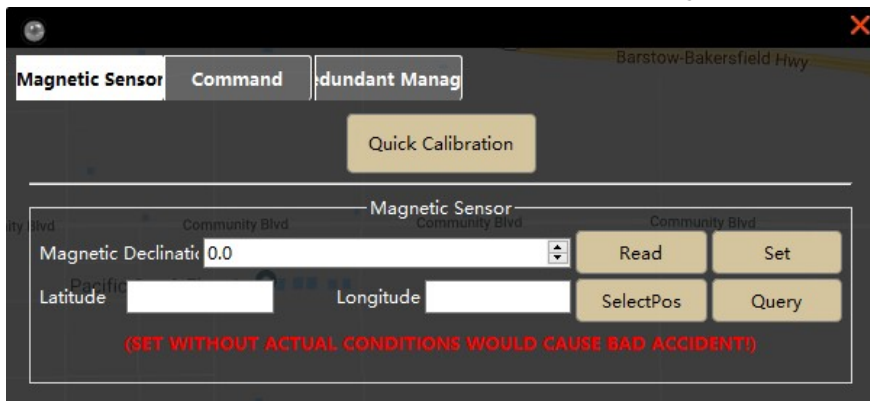 Barstow-Bakersfield Hwy
Magnetic Sensor Command edundant Manag
Quick Calibration
Magnetic Sensor
Community Blvd Community Blvd Community Blvd
Magnetic Declinati 0.0 Read Set
Pacific
Latitude Longitude SelectPos Query
(SET WITHOUT ACTUAL CONDITIONS WOULD CAUSE BAD ACCIDENT!)